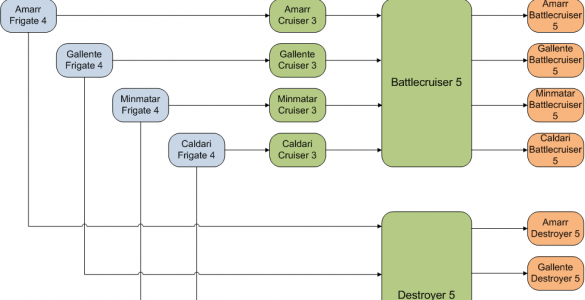 Amarr
Frigate 4
Amarr
Cruiser 3
Amarr
Battlecruiser
5
Gallente
Frigate 4
Gallente
Cruiser 3
Gallente
Battlecruiser
5
Battlecruiser 5
Minmatar
Frigate 4
Minmatar
Cruiser 3
Minmatar
Battlecruiser
5
Caldari
Frigate 4
Caldari
Cruiser 3
Caldari
Battlecruiser
5
Amarr
Destroyer 5
Gallente
Destroyer 5
Destroyer 5